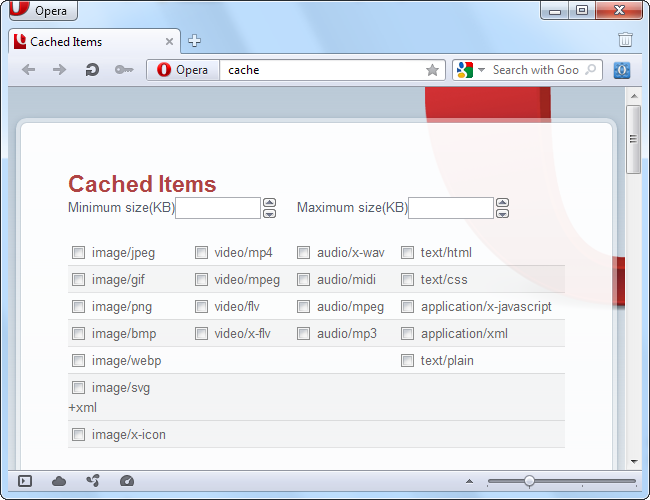 Opera
Cached Items
Opera cache Search with Goo
Cached Items
Minimum size(KB) Maximum size(KB)
image/jpeg video/mp4 audio/x-wav text/html
image/gif video/mpeg audio/midi text/css
image/png video/flv audio/mpeg application/x-javascript
image/bmp video/x-flv audio/mp3 application/xml
image/webp text/plain
image/svg
+xml
image/x-icon